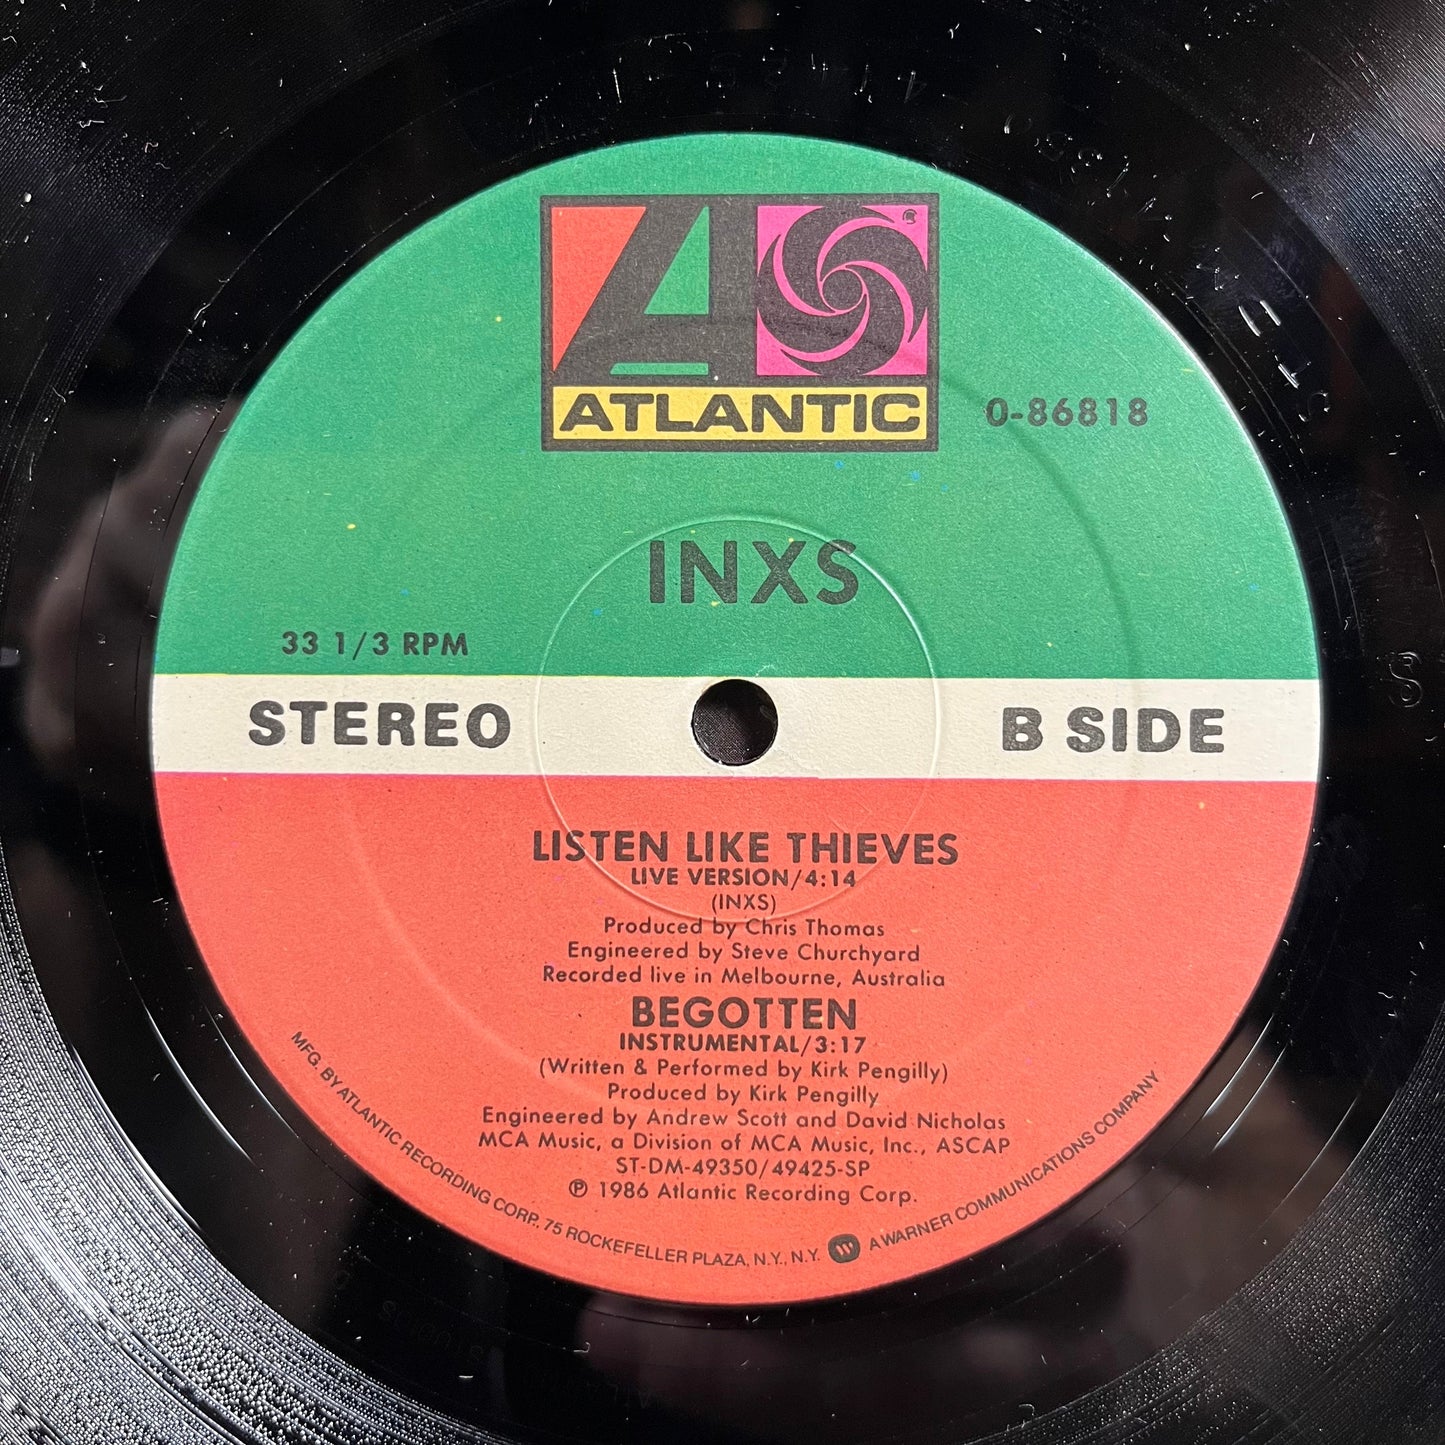 ATLANTIC
0-86818
INXS
33 1/3 RPM
STEREO
B SIDE
LISTEN LIKE THIEVES
LIVE VERSION/4:14
(INXS)
Produced by Chris Thomas
Engineered by Steve Churchyard
Recorded live in Melbourne, Australia
BEGOTTEN
INSTRUMENTAL/3:17
(Written & Performed by Kirk Pengilly)
Produced by Kirk Pengilly
Engineered by Andrew Scott and David Nicholas
MCA Music, a Division of MCA Music, Inc., ASCAP
ST-DM-49350/49425-SP
℗ 1986 Atlantic Recording Corp.
MFG. BY ATLANTIC RECORDING CORP., 75 ROCKEFELLER PLAZA, N.Y., N.Y. A WARNER COMMUNICATIONS COMPANY